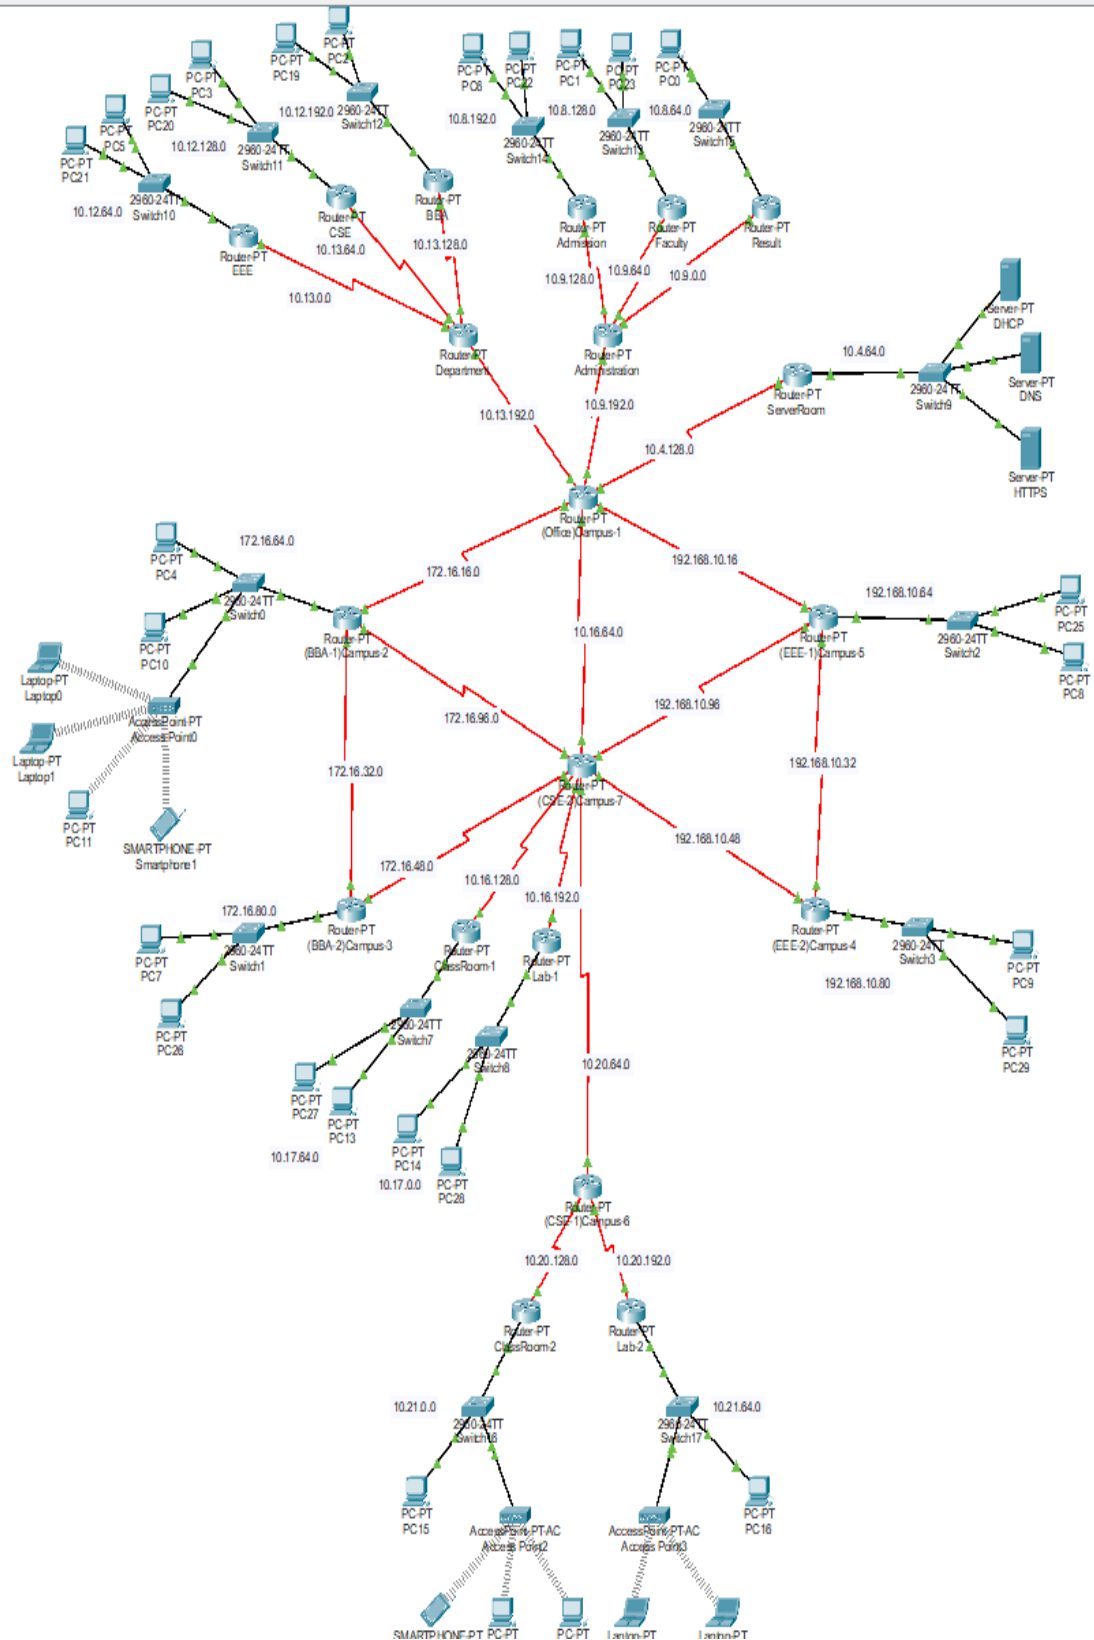 PC-PT
PC2
PC-PT
PC19
PC-PT
PC3
PC-PT
PC20
PC-PT
PC5
PC-PT
PC21
10.12.192.0
2960-24TT
Switch12
10.12.128.0
2960-24TT
Switch11
10.12.64.0
2960-24TT
Switch10
PC-PT
PC6
PC-PT
PC22
PC-PT
PC1
PC-PT
PC23
PC-PT
PC0
10.8.192.0
10.8.128.0
10.8.64.0
2960-24TT
Switch14
2960-24TT
Switch13
2960-24TT
Switch15
Router-PT
BBA
Router-PT
CSE
Router-PT
EEE
10.13.64.0
10.13.128.0
10.13.0.0
Router-PT
Admission
Router-PT
Faculty
Router-PT
Result
10.9.128.0
10.9.64.0
10.9.0.0
Router-PT
Department
Router-PT
Administration
Server-PT
DHCP
10.4.64.0
Router-PT
ServerRoom
2960-24TT
Switch9
Server-PT
DNS
Server-PT
HTTPS
10.13.192.0
10.9.192.0
10.4.128.0
Router-PT
(Office)Campus-1
172.16.64.0
PC-PT
PC4
2960-24TT
Switch0
PC-PT
PC10
172.16.16.0
192.168.10.16
192.168.10.64
Router-PT
(BBA-1)Campus-2
10.16.64.0
Router-PT
(EEE-1)Campus-5
2960-24TT
Switch2
PC-PT
PC25
PC-PT
PC8
Laptop-PT
Laptop0
AccessPoint-PT
Access Point0
Laptop-PT
Laptop1
PC-PT
PC11
SMARTPHONE-PT
Smartphone1
172.16.96.0
192.168.10.96
172.16.32.0
192.168.10.32
Router-PT
(CSE-2)Campus-7
172.16.48.0
192.168.10.48
10.16.128.0
10.16.192.0
172.16.80.0
2960-24TT
Switch1
Router-PT
(BBA-2)Campus-3
PC-PT
PC7
PC-PT
PC26
Router-PT
ClassRoom-1
Router-PT
Lab-1
Router-PT
(EEE-2)Campus-4
2960-24TT
Switch3
PC-PT
PC9
192.168.10.80
PC-PT
PC29
2960-24TT
Switch7
2960-24TT
Switch8
10.20.64.0
PC-PT
PC27
PC-PT
PC13
PC-PT
PC14
PC-PT
PC28
10.17.64.0
10.17.0.0
Router-PT
(CSE-1)Campus-6
10.20.128.0
10.20.192.0
Router-PT
ClassRoom-2
Router-PT
Lab-2
10.21.0.0
2960-24TT
Switch16
2960-24TT
Switch17
10.21.64.0
PC-PT
PC15
AccessPoint-PT-AC
Access Point2
AccessPoint-PT-AC
Access Point3
PC-PT
PC16
SMARTPHONE-PT
PC-PT
PC-PT
Laptop-PT
Laptop-PT